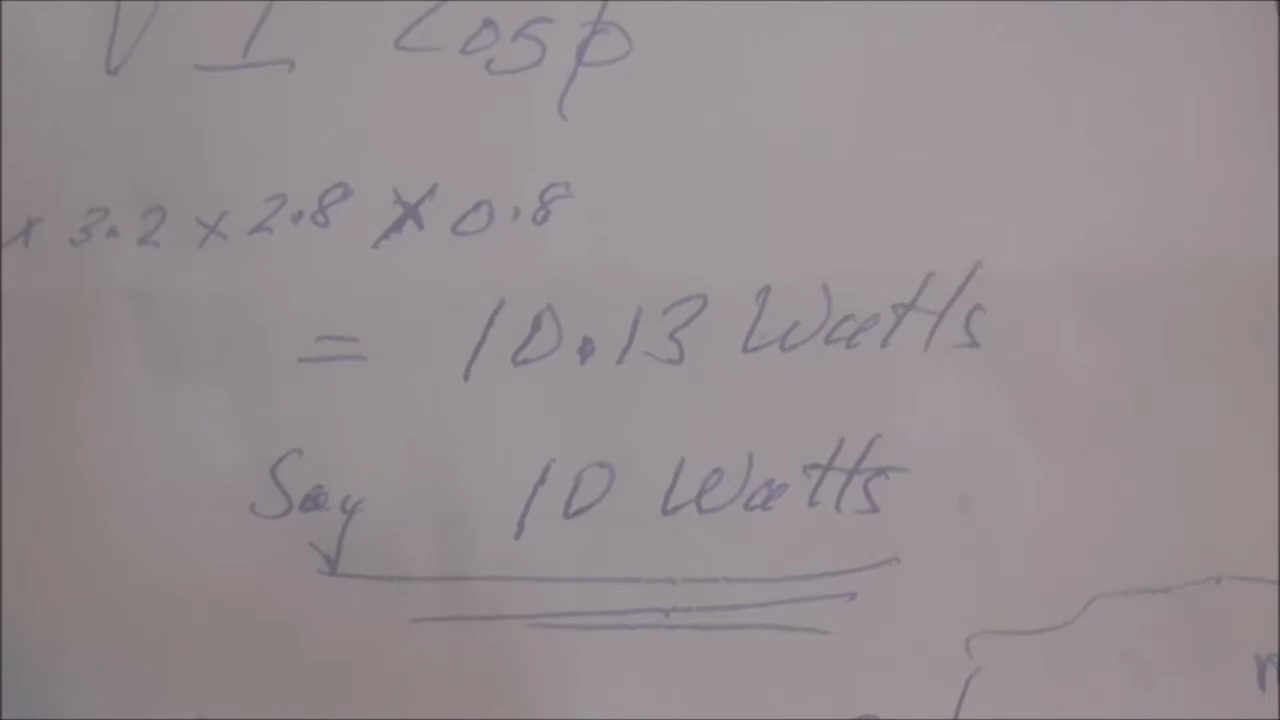 V I Cosφ
x 3.2 x 2.8 x 0.8
= 10.13 Watts
Say 10 Watts